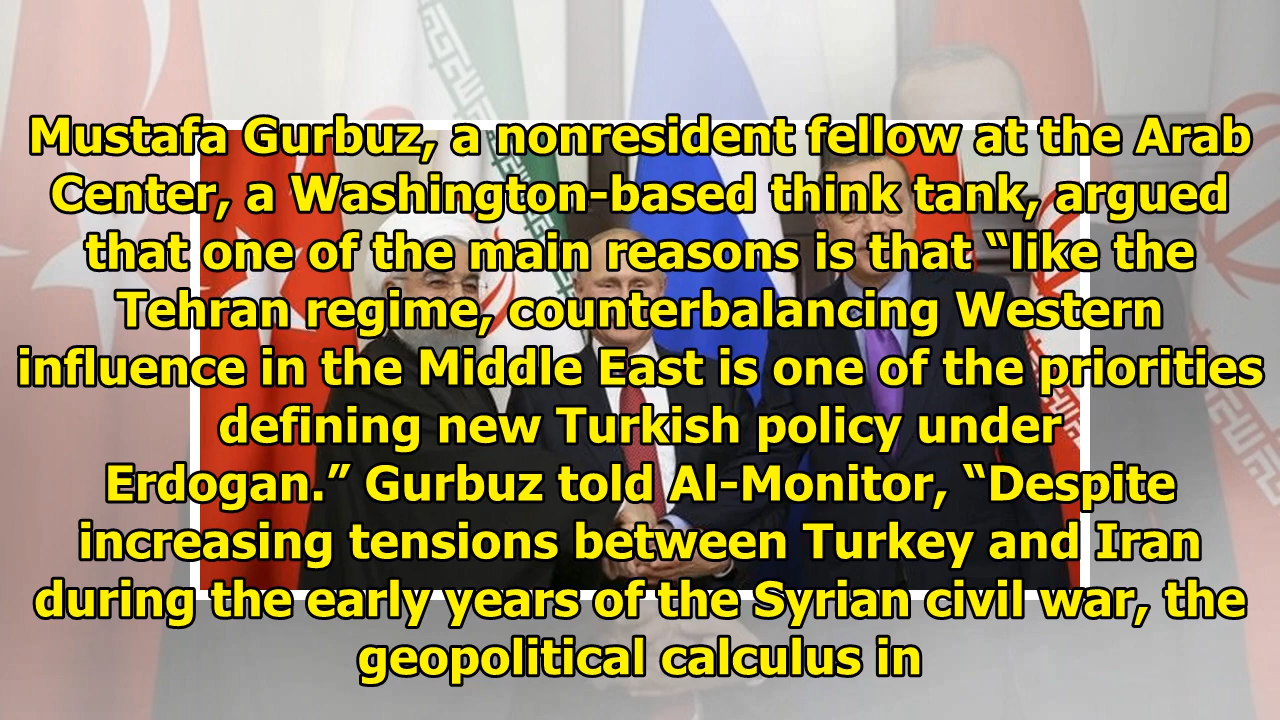 Mustafa Gurbuz, a nonresident fellow at the Arab
Center, a Washington-based think tank, argued
that one of the main reasons is that “like the
Tehran regime, counterbalancing Western
influence in the Middle East is one of the priorities
defining new Turkish policy under
Erdogan.” Gurbuz told Al-Monitor, “Despite
increasing tensions between Turkey and Iran
during the early years of the Syrian civil war, the
geopolitical calculus in